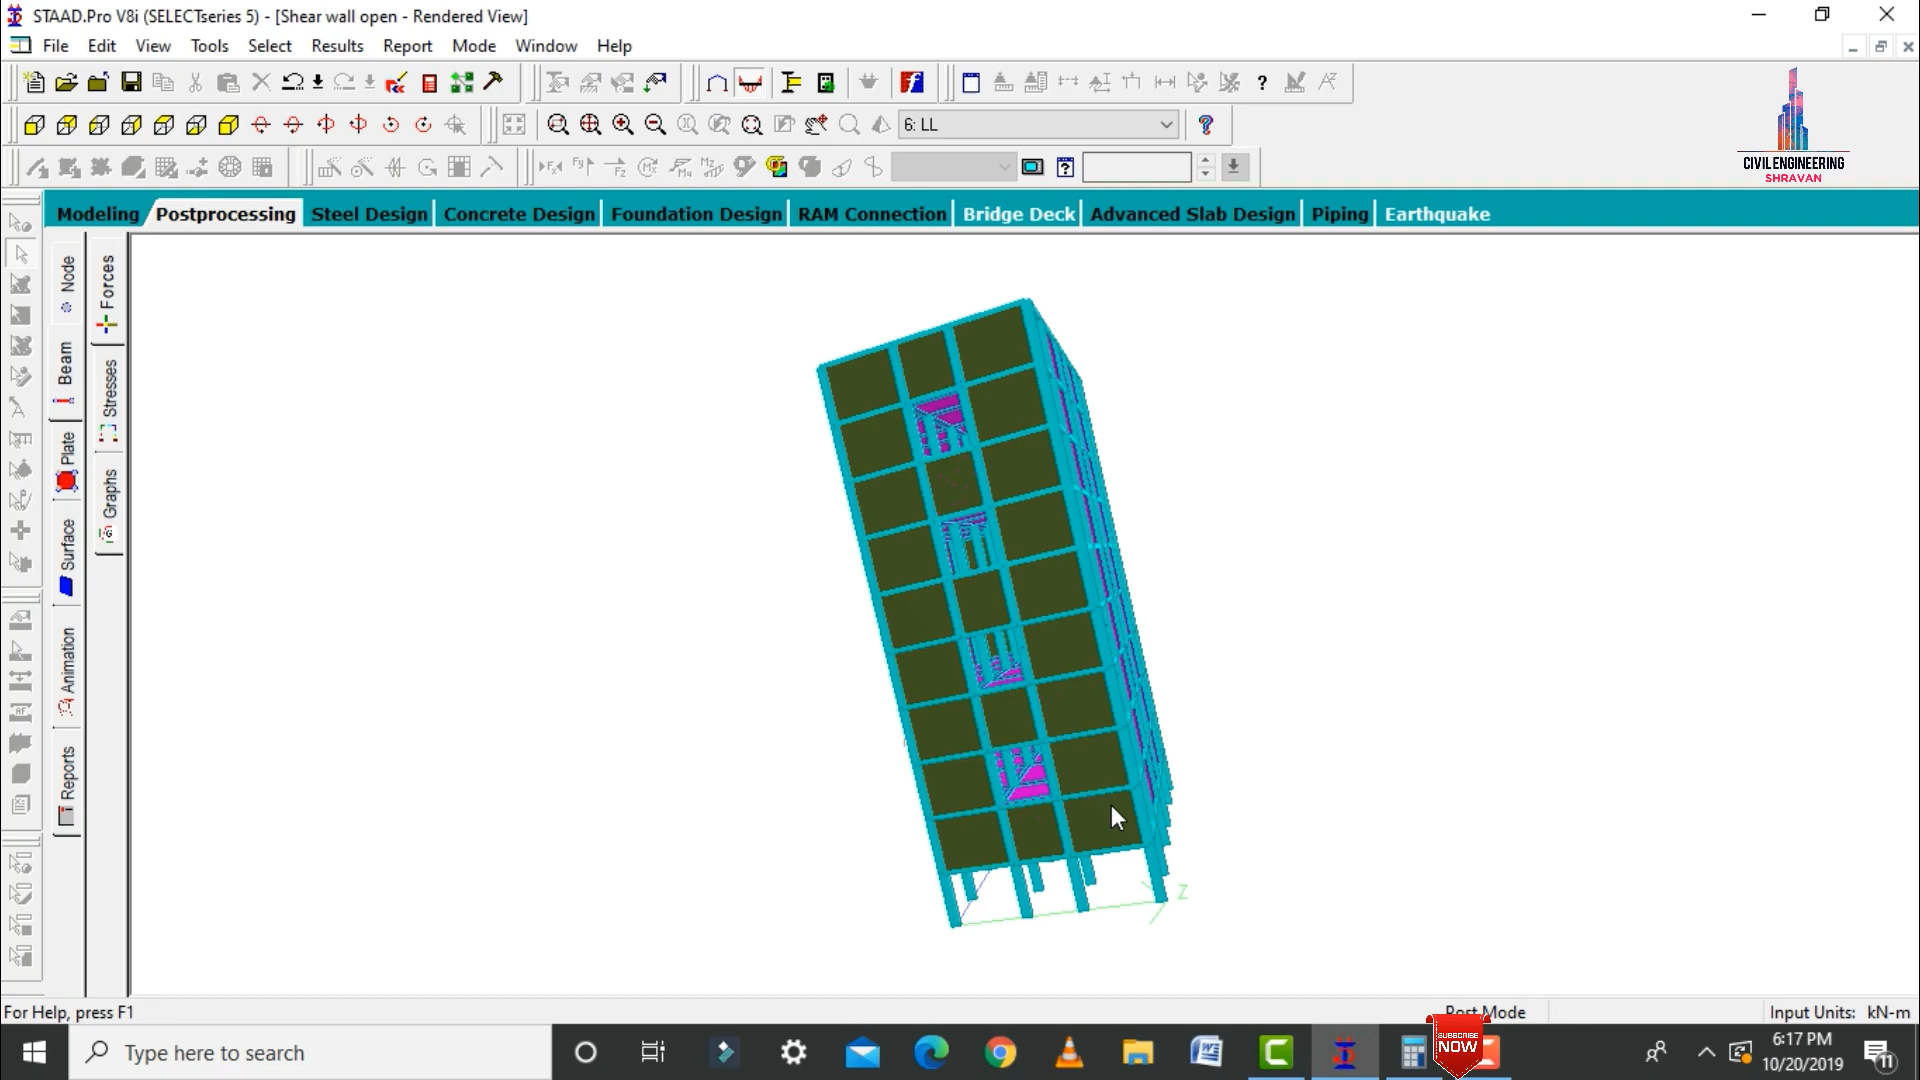 STAAD.Pro V8i (SELECTseries 5) - [Shear wall open - Rendered View]
File Edit View Tools Select Results Report Mode Window Help
6: LL
CIVIL ENGINEERING
SHRAVAN
Modeling Postprocessing Steel Design Concrete Design Foundation Design RAM Connection Bridge Deck Advanced Slab Design Piping Earthquake
Node
Beam
Plate
Surface
Animation
Reports
Forces
Stresses
Graphs
Z
For Help, press F1
Post Mode
Input Units: kN-m
Type here to search
SUBSCRIBE
NOW
6:17 PM
10/20/2019
11